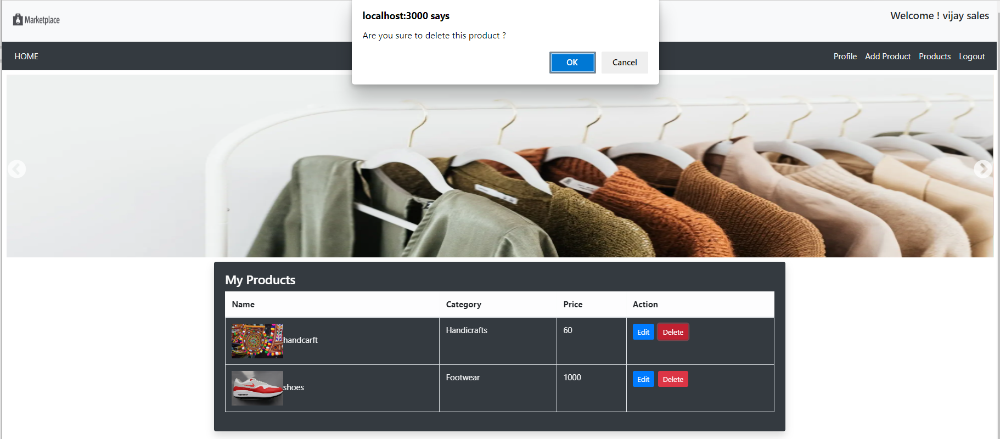 localhost:3000 says
Are you sure to delete this product ?
OK Cancel
Marketplace
Welcome ! vijay sales
HOME
Profile Add Product Products Logout
My Products
Name Category Price Action
handcarft Handicrafts 60 Edit Delete
shoes Footwear 1000 Edit Delete